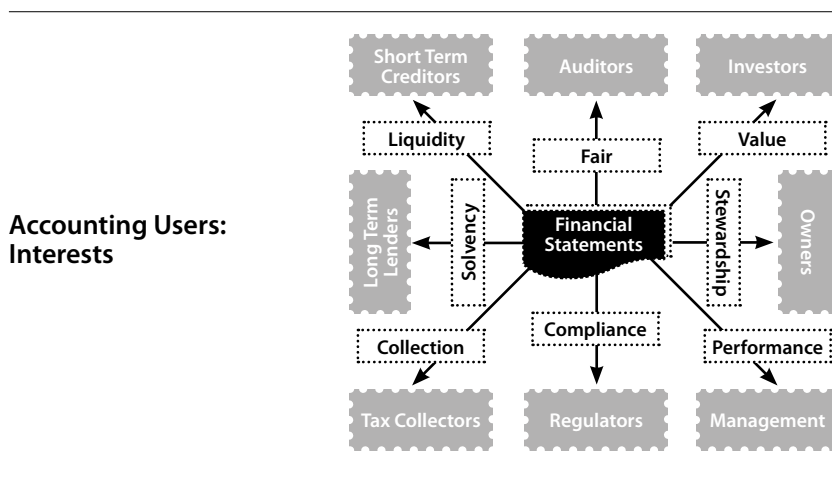 Short Term
Creditors
Auditors
Investors
Liquidity
Fair
Value
Accounting Users:
Interests
Long Term
Lenders
Solvency
Financial
Statements
Stewardship
Owners
Collection
Compliance
Performance
Tax Collectors
Regulators
Management